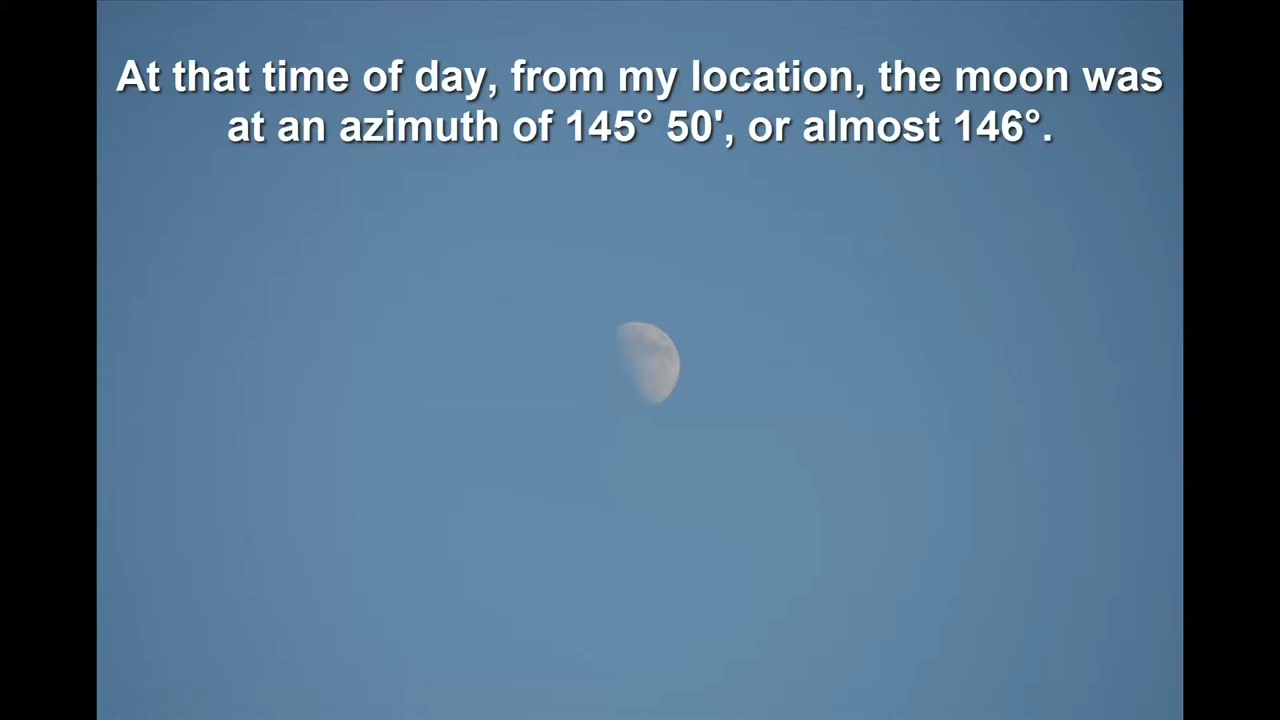 At that time of day, from my location, the moon was
at an azimuth of 145° 50', or almost 146°.